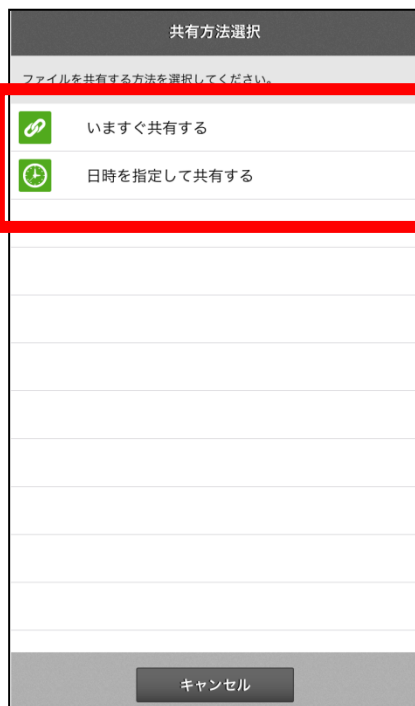 共有方法選択
ファイルを共有する方法を選択してください。
いますぐ共有する
日時を指定して共有する
キャンセル